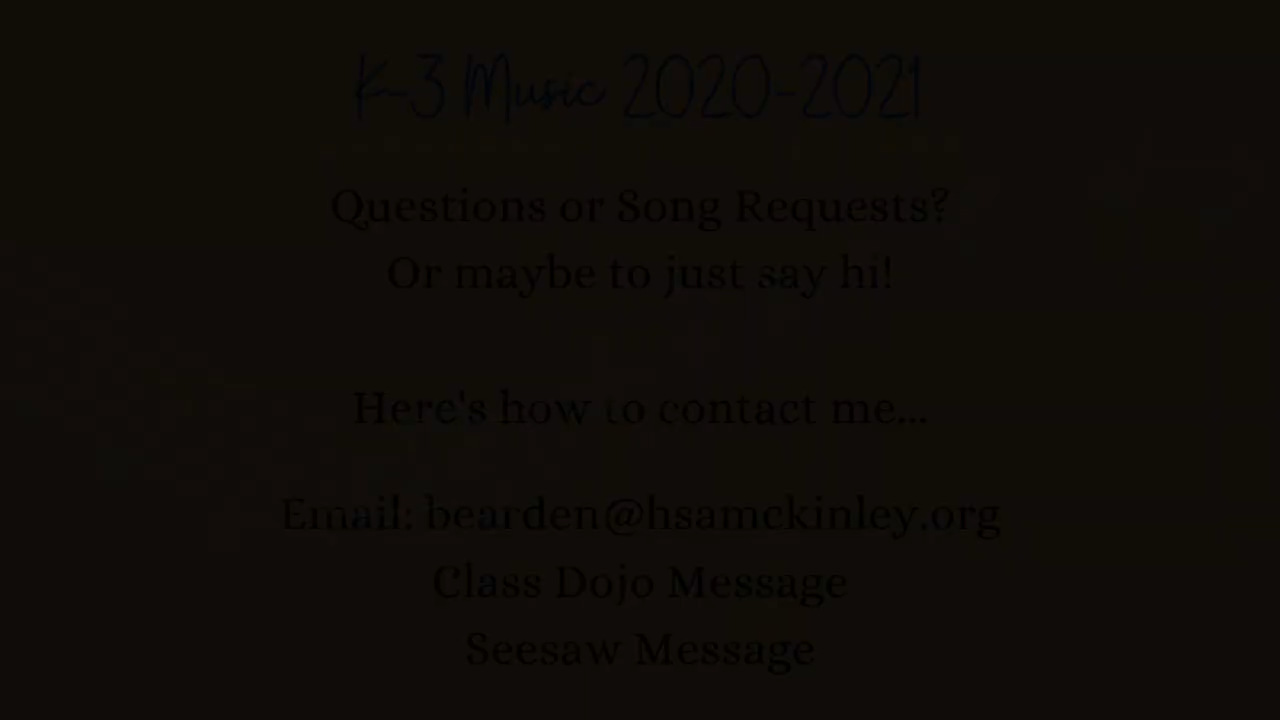 K-3 Music 2020-2021
Questions or Song Requests?
Or maybe to just say hi!
Here's how to contact me...
Email: bearden@hsamckinley.org
Class Dojo Message
Seesaw Message